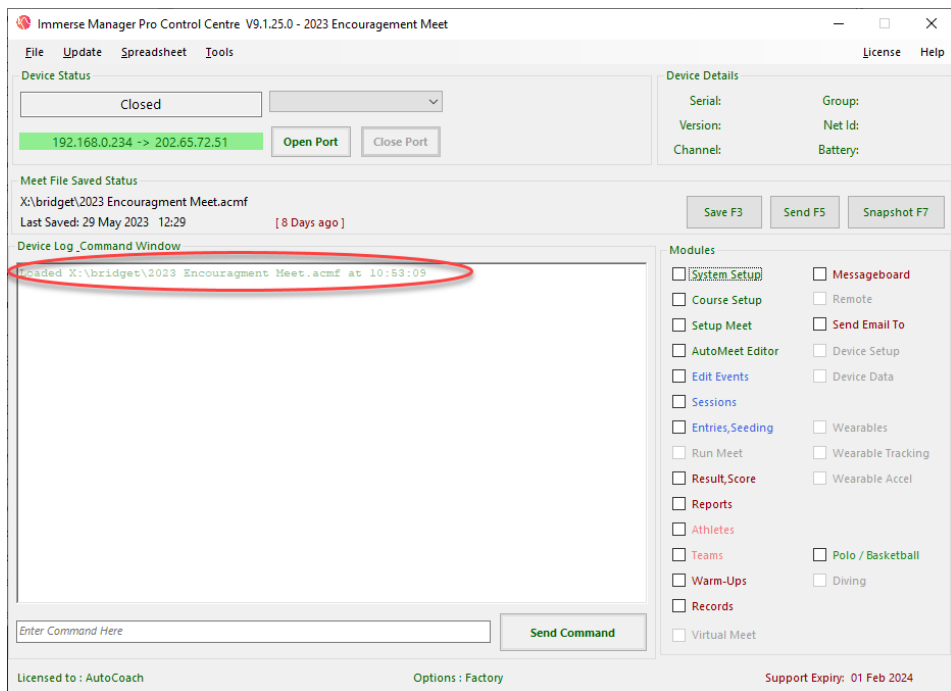 Immerse Manager Pro Control Centre V9.1.25.0 - 2023 Encouragement Meet
File Update Spreadsheet Tools License Help
Device Status
Closed
192.168.0.234 -> 202.65.72.51
Open Port
Close Port
Device Details
Serial: Group:
Version: Net Id:
Channel: Battery:
Meet File Saved Status
X:\bridget\2023 Encouragment Meet.acmf
Last Saved: 29 May 2023 12:29 [ 8 Days ago ]
Save F3
Send F5
Snapshot F7
Device Log _Command Window
Loaded X:\bridget\2023 Encouragment Meet.acmf at 10:53:09
Enter Command Here
Send Command
Modules
System Setup Messageboard
Course Setup Remote
Setup Meet Send Email To
AutoMeet Editor Device Setup
Edit Events Device Data
Sessions
Entries,Seeding Wearables
Run Meet Wearable Tracking
Result,Score Wearable Accel
Reports
Athletes
Teams Polo / Basketball
Warm-Ups Diving
Records
Virtual Meet
Licensed to : AutoCoach Options : Factory Support Expiry: 01 Feb 2024